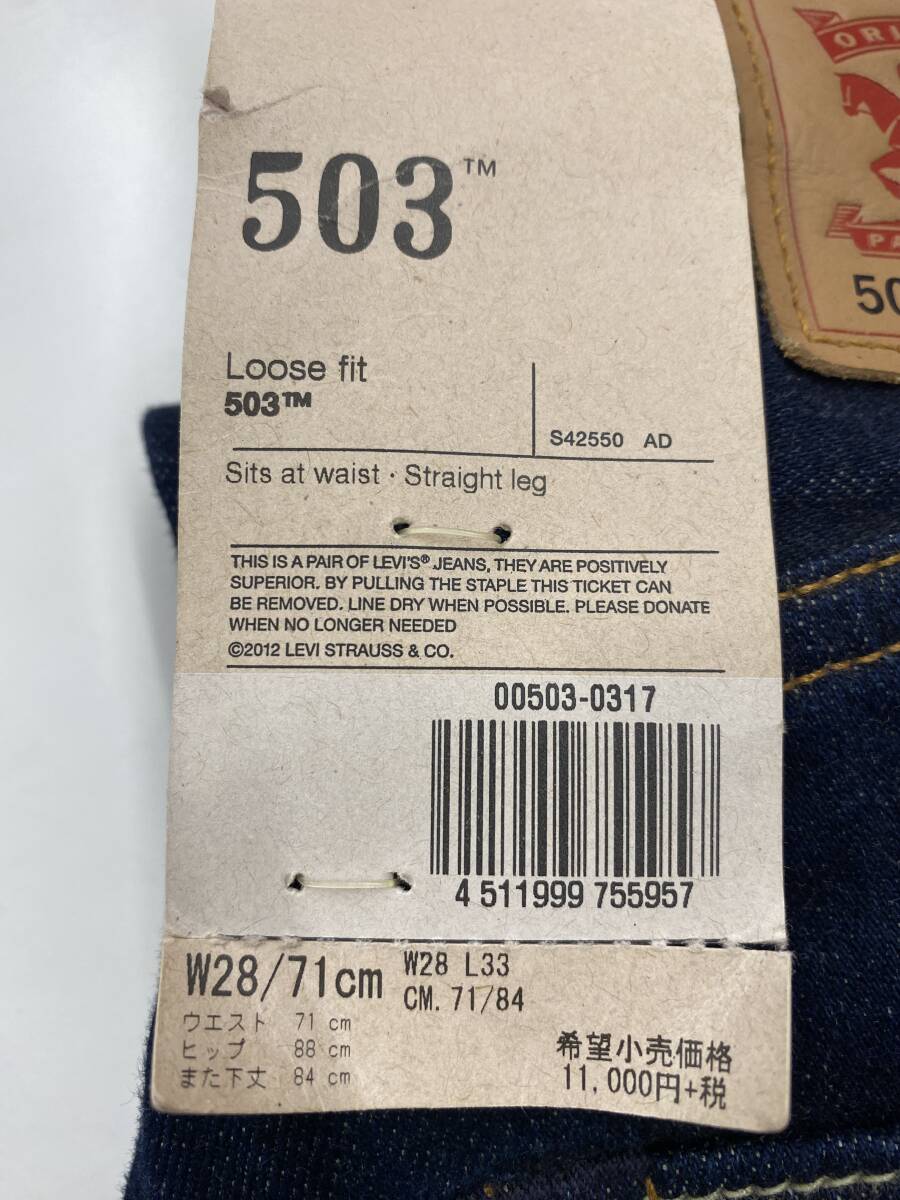 503™
Loose fit
503™
S42550 AD
Sits at waist · Straight leg
THIS IS A PAIR OF LEVI'S® JEANS, THEY ARE POSITIVELY
SUPERIOR. BY PULLING THE STAPLE THIS TICKET CAN
BE REMOVED. LINE DRY WHEN POSSIBLE. PLEASE DONATE
WHEN NO LONGER NEEDED
©2012 LEVI STRAUSS & CO.
00503-0317
4 511999 755957
W28/71cm
W28 L33
CM. 71/84
ウエスト 71 cm
ヒップ 88 cm
また下丈 84 cm
希望小売価格
11,000円+税